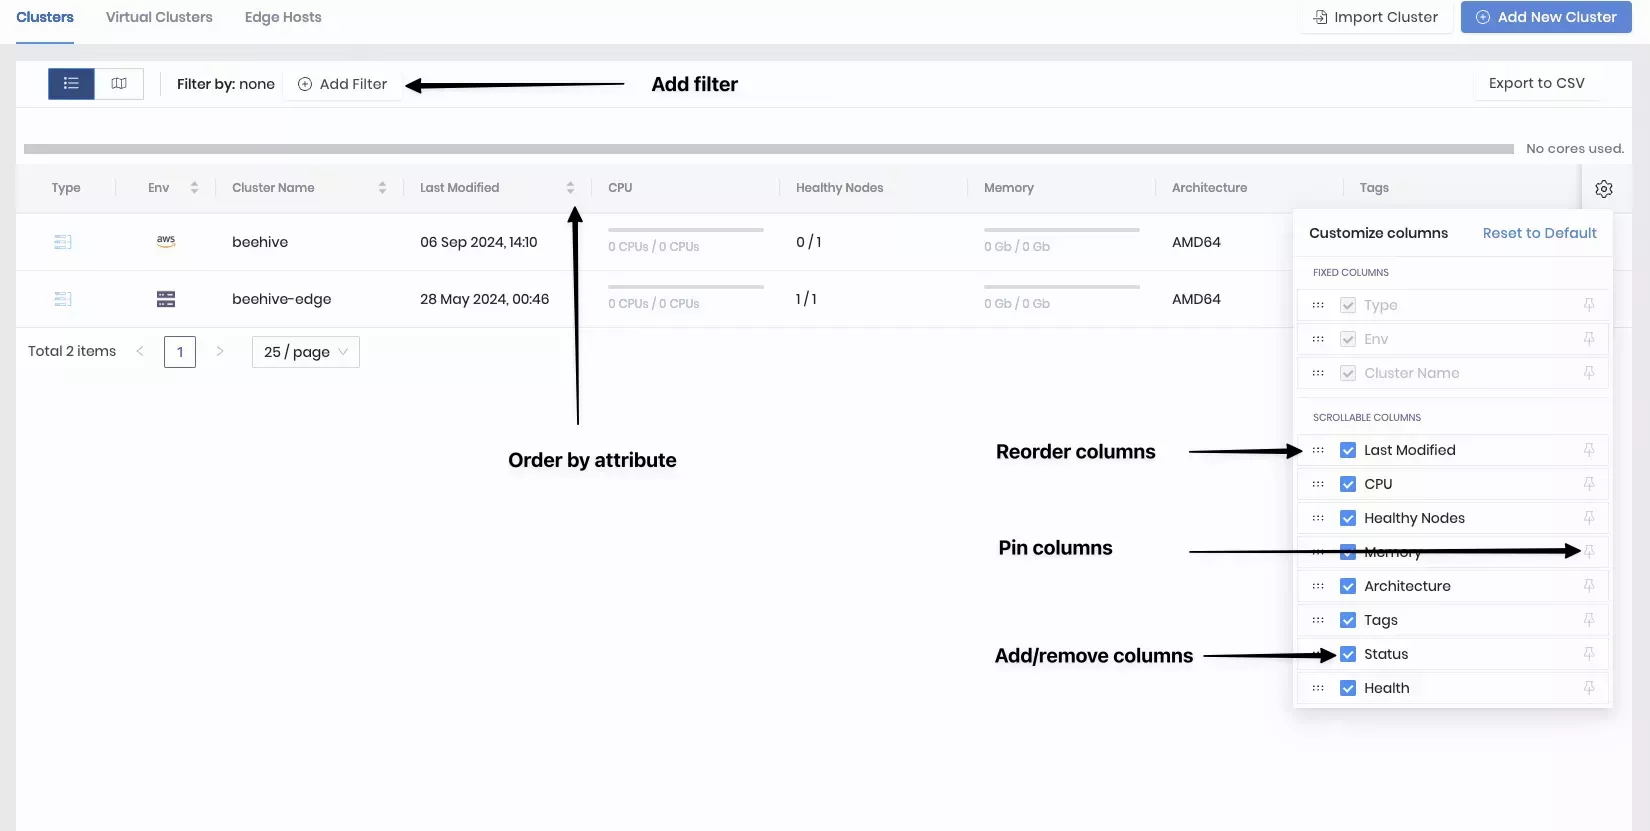 Clusters Virtual Clusters Edge Hosts Import Cluster Add New Cluster
Filter by: none Add Filter Add filter Export to CSV
No cores used.
Type Env Cluster Name Last Modified CPU Healthy Nodes Memory Architecture Tags
aws beehive 06 Sep 2024, 14:10 0 CPUs / 0 CPUs 0 / 1 0 Gb / 0 Gb AMD64
beehive-edge 28 May 2024, 00:46 0 CPUs / 0 CPUs 1 / 1 0 Gb / 0 Gb AMD64
Total 2 items < 1 > 25 / page
Order by attribute
Customize columns Reset to Default
FIXED COLUMNS
Type
Env
Cluster Name
SCROLLABLE COLUMNS
Reorder columns Last Modified
CPU
Healthy Nodes
Pin columns Memory
Architecture
Tags
Add/remove columns Status
Health